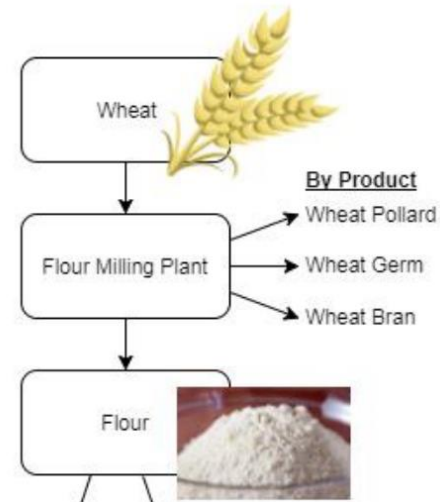 Wheat
By Product
Wheat Pollard
Flour Milling Plant
Wheat Germ
Wheat Bran
Flour